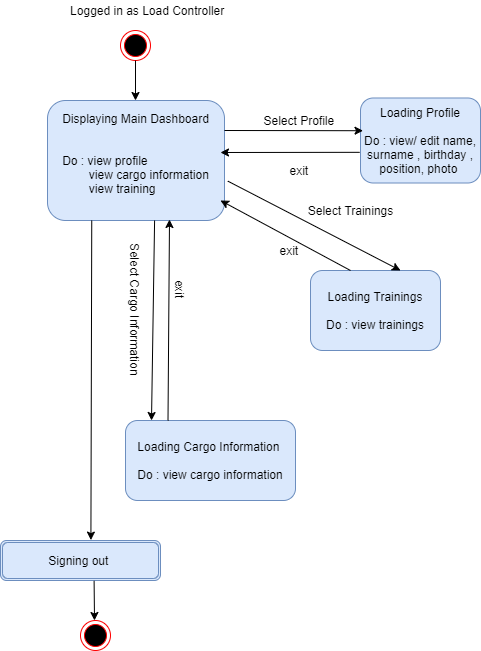 Logged in as Load Controller
Displaying Main Dashboard
Do : view profile
view cargo information
view training
Select Profile
exit
Loading Profile
Do : view/ edit name,
surname , birthday ,
position, photo
Select Trainings
exit
Loading Trainings
Do : view trainings
Select Cargo Information
exit
Loading Cargo Information
Do : view cargo information
Signing out